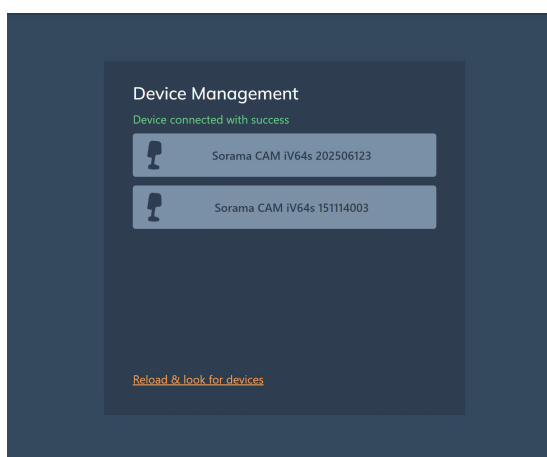 Device Management
Device connected with success
Sorama CAM iV64s 202506123
Sorama CAM iV64s 151114003
Reload & look for devices